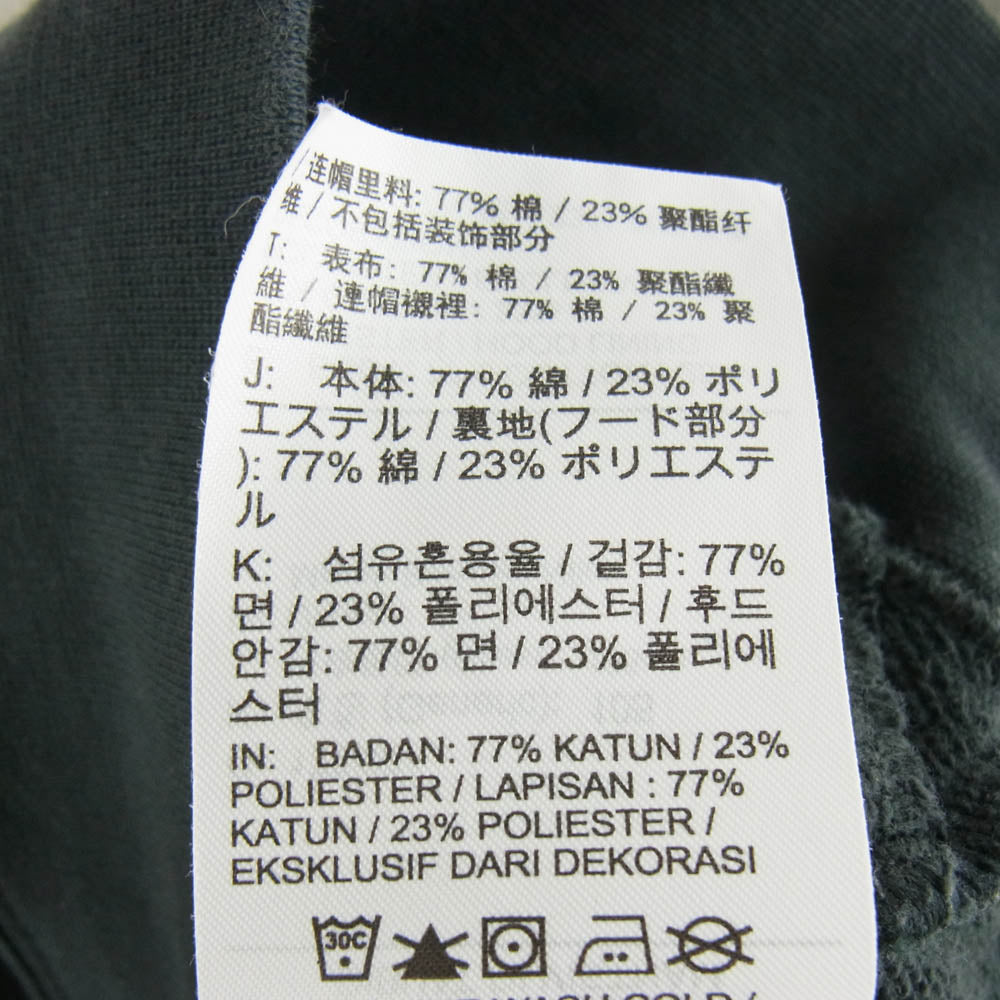 / 连帽里料: 77% 棉 / 23% 聚酯纤
维 / 不包括装饰部分
T: 表布: 77% 棉 / 23% 聚酯纖
維 / 連帽襯裡: 77% 棉 / 23% 聚
酯纖維
J: 本体: 77% 綿 / 23% ポリ
エステル / 裏地(フード部分
): 77% 綿 / 23% ポリエステ
ル
K: 섬유혼용율 / 겉감: 77%
면 / 23% 폴리에스터 / 후드
안감: 77% 면 / 23% 폴리에
스터
IN: BADAN: 77% KATUN / 23%
POLIESTER / LAPISAN : 77%
KATUN / 23% POLIESTER /
EKSKLUSIF DARI DEKORASI
30C
WASH COLD /